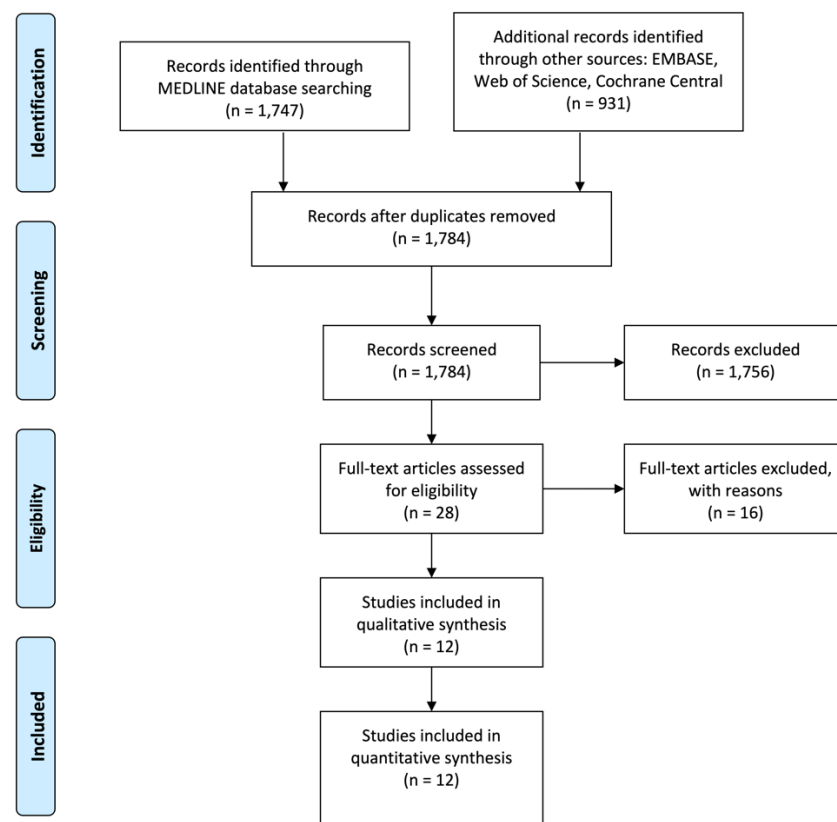 Identification
Records identified through
MEDLINE database searching
(n = 1,747)
Additional records identified
through other sources: EMBASE,
Web of Science, Cochrane Central
(n = 931)
Screening
Records after duplicates removed
(n = 1,784)
Records screened
(n = 1,784)
Records excluded
(n = 1,756)
Eligibility
Full-text articles assessed
for eligibility
(n = 28)
Full-text articles excluded,
with reasons
(n = 16)
Studies included in
qualitative synthesis
(n = 12)
Included
Studies included in
quantitative synthesis
(n = 12)